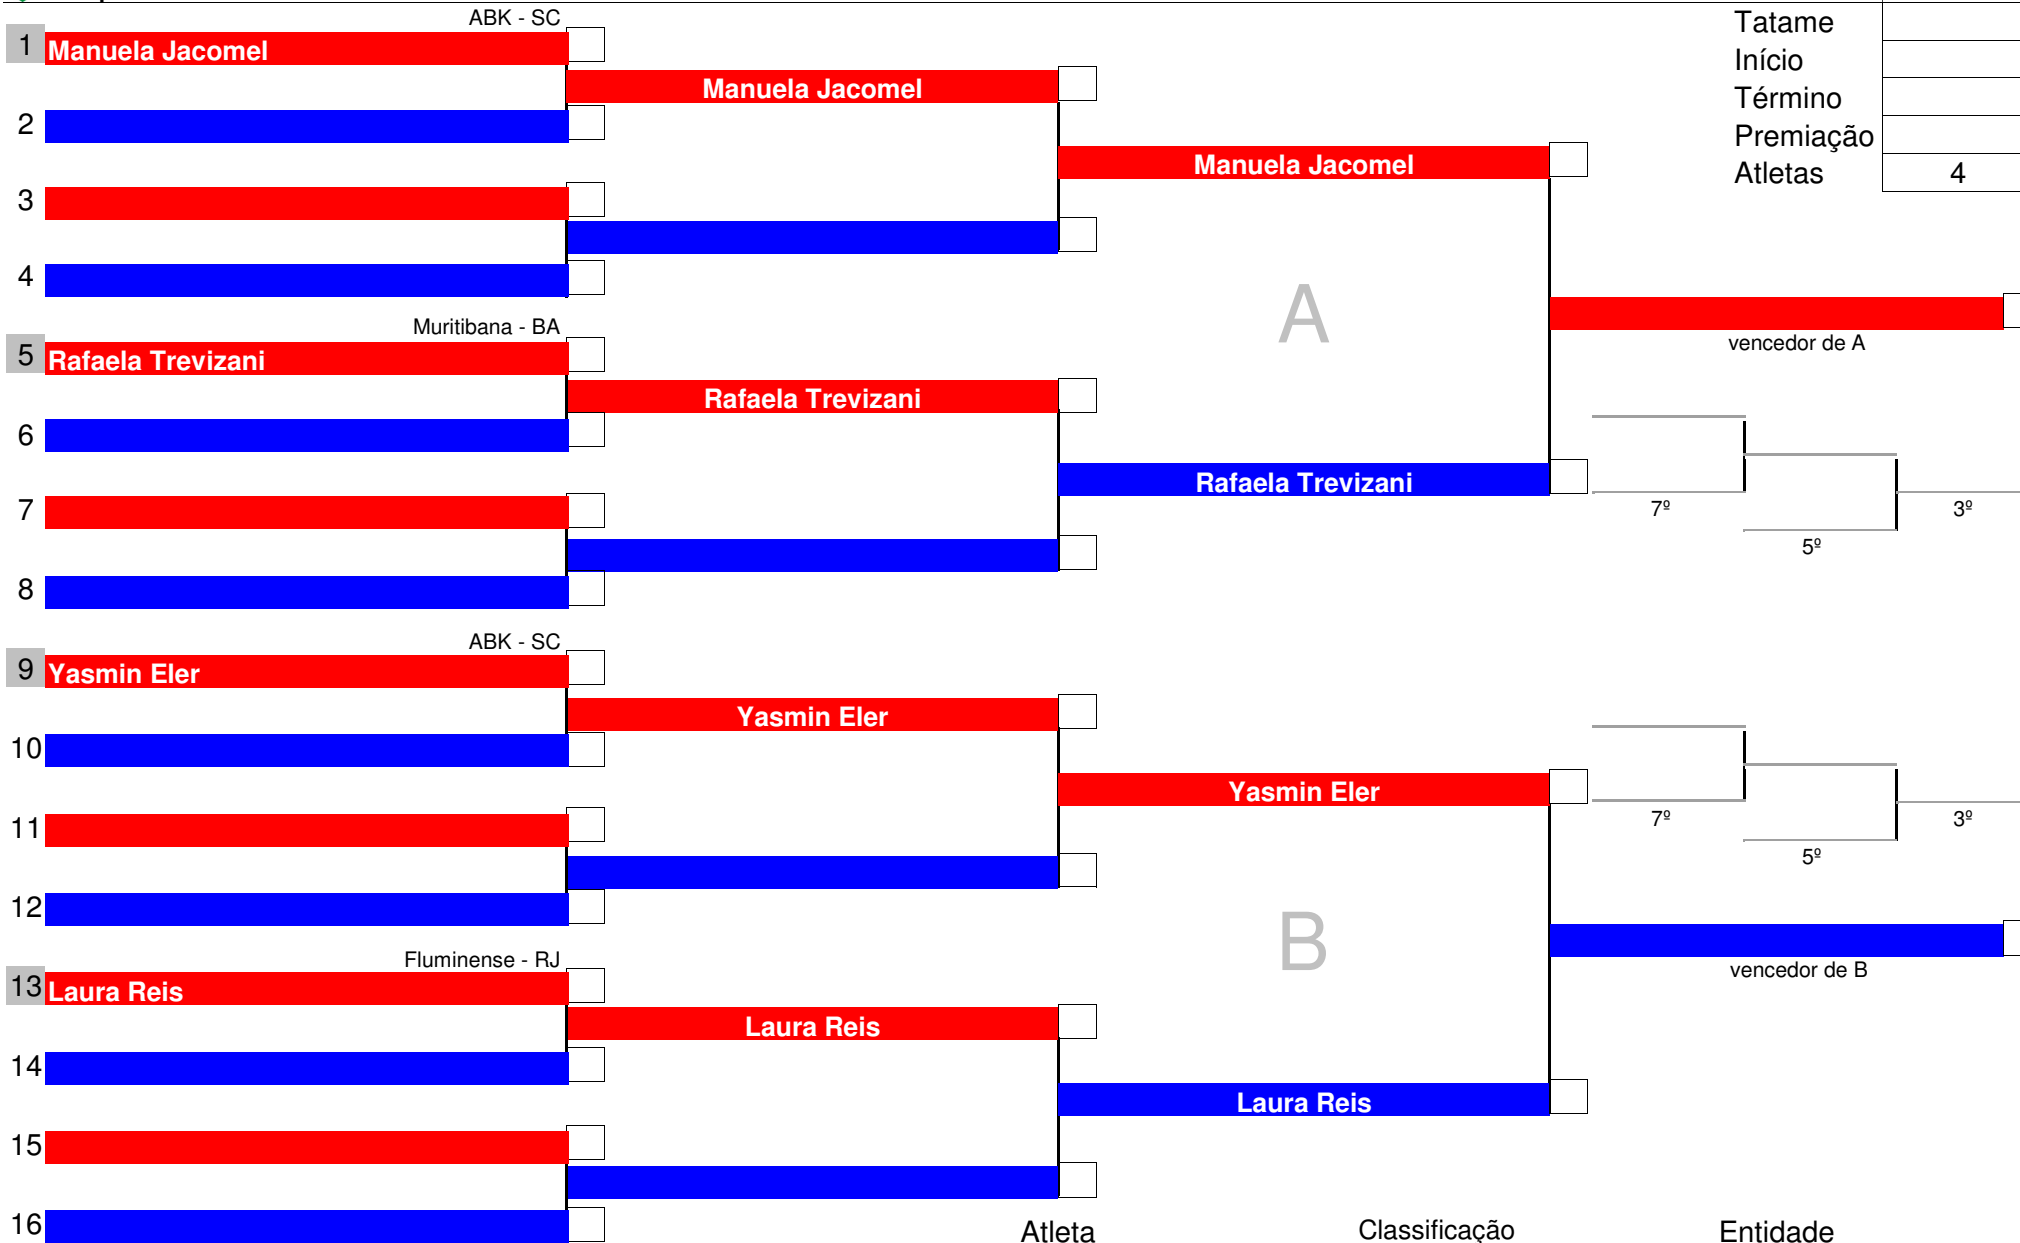 ABK - SC
1 Manuela Jacomel
Manuela Jacomel
2
Manuela Jacomel
3
4
Tatame
Início
Término
Premiação
Atletas 4
A
vencedor de A
Muritibana - BA
5 Rafaela Trevizani
Rafaela Trevizani
6
Rafaela Trevizani
7
8
7º
5º
3º
ABK - SC
9 Yasmin Eler
Yasmin Eler
10
Yasmin Eler
11
12
7º
5º
3º
B
vencedor de B
Fluminense - RJ
13 Laura Reis
Laura Reis
14
Laura Reis
15
16
Atleta Classificação Entidade